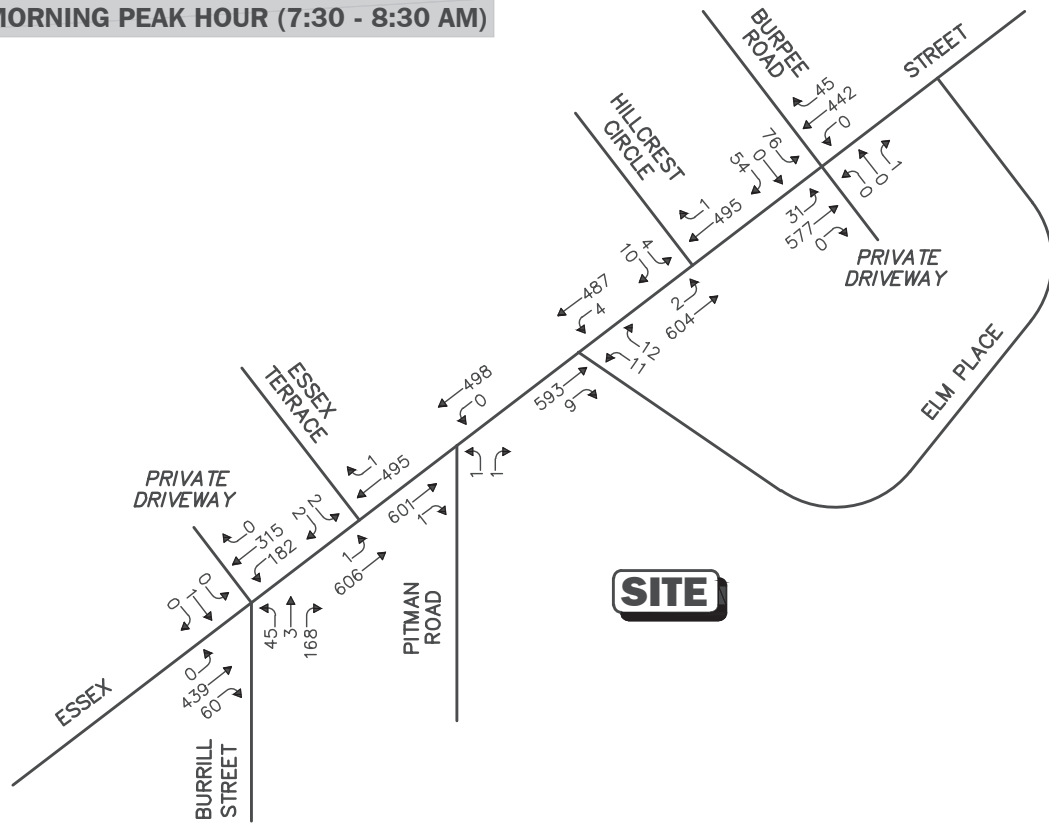 MORNING PEAK HOUR (7:30 - 8:30 AM)
BURPEE
ROAD
STREET
45
442
0
HILLCREST
CIRCLE
76
0
54
1
0
0
1
495
31
577
0
PRIVATE
DRIVEWAY
4
10
2
604
487
4
12
11
593
9
ELM PLACE
ESSEX
TERRACE
498
0
1
495
1
1
601
1
PRIVATE
DRIVEWAY
2
2
0
315
182
1
606
PITMAN
ROAD
SITE
0
1
0
45
3
168
0
439
60
ESSEX
BURRILL
STREET